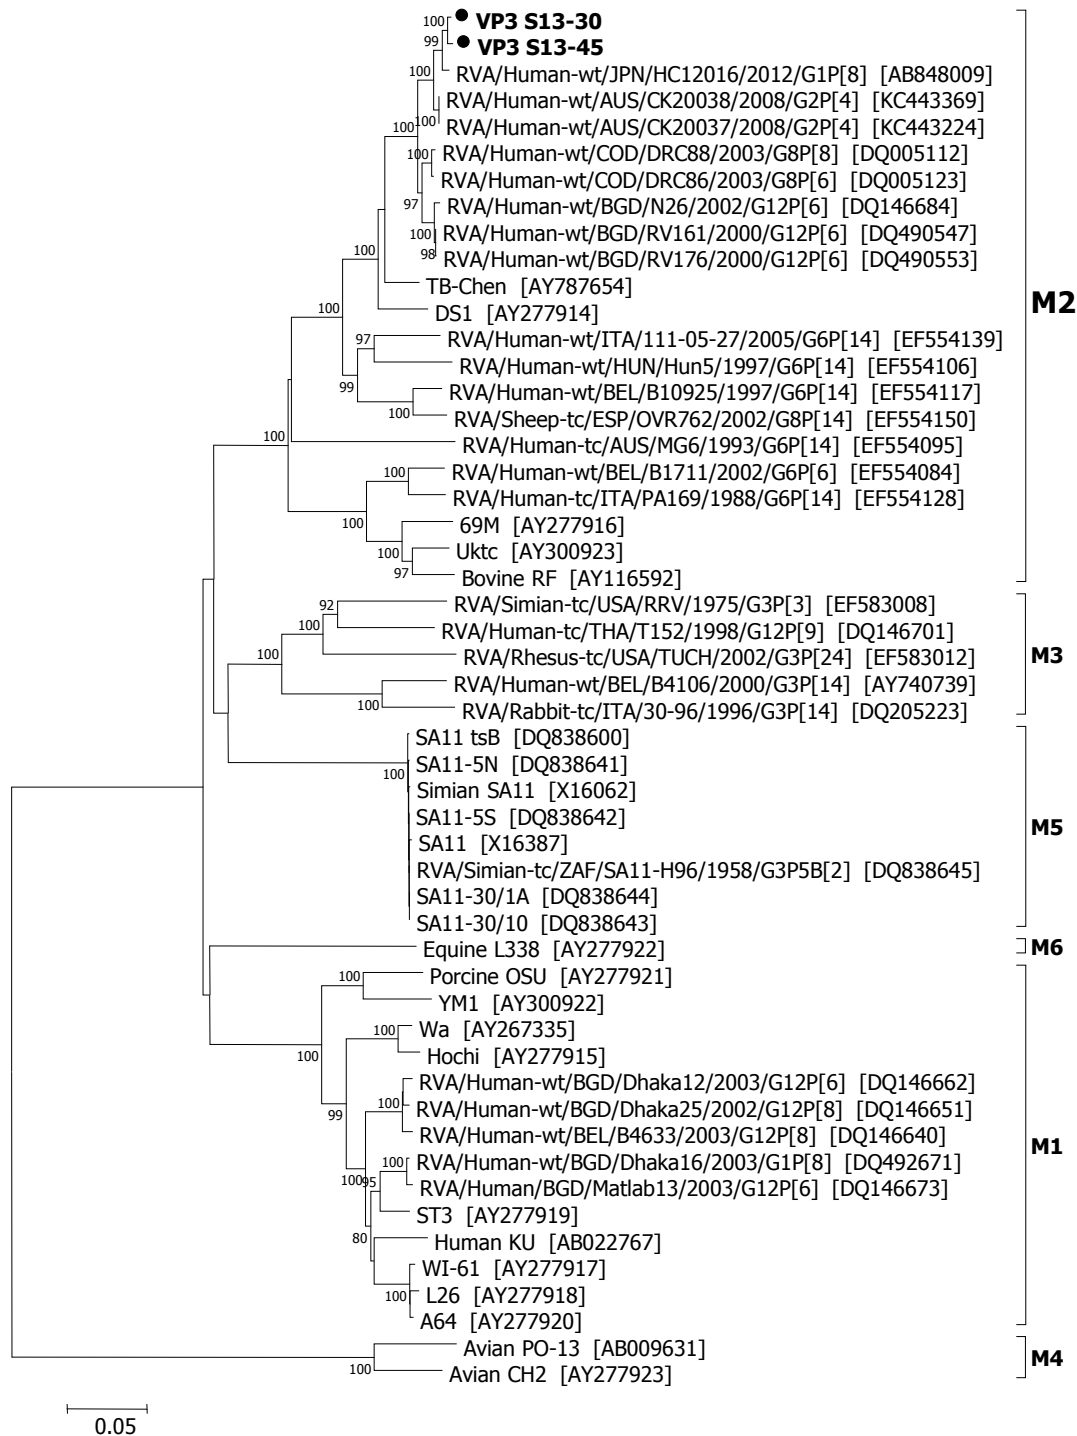 100 VP3 S13-30
99 VP3 S13-45
100 RVA/Human-wt/JPN/HC12016/2012/G1P[8] [AB848009]
RVA/Human-wt/AUS/CK20038/2008/G2P[4] [KC443369]
100 100 RVA/Human-wt/AUS/CK20037/2008/G2P[4] [KC443224]
100 RVA/Human-wt/COD/DRC88/2003/G8P[8] [DQ005112]
RVA/Human-wt/COD/DRC86/2003/G8P[6] [DQ005123]
97 RVA/Human-wt/BGD/N26/2002/G12P[6] [DQ146684]
100 RVA/Human-wt/BGD/RV161/2000/G12P[6] [DQ490547]
98 RVA/Human-wt/BGD/RV176/2000/G12P[6] [DQ490553]
100
TB-Chen [AY787654]
M2
100 DS1 [AY277914]
97 RVA/Human-wt/ITA/111-05-27/2005/G6P[14] [EF554139]
RVA/Human-wt/HUN/Hun5/1997/G6P[14] [EF554106]
99 RVA/Human-wt/BEL/B10925/1997/G6P[14] [EF554117]
100 RVA/Sheep-tc/ESP/OVR762/2002/G8P[14] [EF554150]
100 RVA/Human-tc/AUS/MG6/1993/G6P[14] [EF554095]
100 RVA/Human-wt/BEL/B1711/2002/G6P[6] [EF554084]
RVA/Human-tc/ITA/PA169/1988/G6P[14] [EF554128]
100 69M [AY277916]
100 Uktc [AY300923]
97 Bovine RF [AY116592]
92 RVA/Simian-tc/USA/RRV/1975/G3P[3] [EF583008]
100 RVA/Human-tc/THA/T152/1998/G12P[9] [DQ146701]
100 RVA/Rhesus-tc/USA/TUCH/2002/G3P[24] [EF583012] M3
RVA/Human-wt/BEL/B4106/2000/G3P[14] [AY740739]
100 RVA/Rabbit-tc/ITA/30-96/1996/G3P[14] [DQ205223]
SA11 tsB [DQ838600]
100 SA11-5N [DQ838641]
Simian SA11 [X16062]
SA11-5S [DQ838642] M5
SA11 [X16387]
RVA/Simian-tc/ZAF/SA11-H96/1958/G3P5B[2] [DQ838645]
SA11-30/1A [DQ838644]
SA11-30/10 [DQ838643]
Equine L338 [AY277922] M6
100 Porcine OSU [AY277921]
YM1 [AY300922]
100 Wa [AY267335]
100 Hochi [AY277915]
RVA/Human-wt/BGD/Dhaka12/2003/G12P[6] [DQ146662]
99 100 RVA/Human-wt/BGD/Dhaka25/2002/G12P[8] [DQ146651]
RVA/Human-wt/BEL/B4633/2003/G12P[8] [DQ146640]
M1
100 RVA/Human-wt/BGD/Dhaka16/2003/G1P[8] [DQ492671]
100 95 RVA/Human/BGD/Matlab13/2003/G12P[6] [DQ146673]
ST3 [AY277919]
80 Human KU [AB022767]
WI-61 [AY277917]
100 L26 [AY277918]
A64 [AY277920]
Avian PO-13 [AB009631]
M4
100 Avian CH2 [AY277923]
0.05